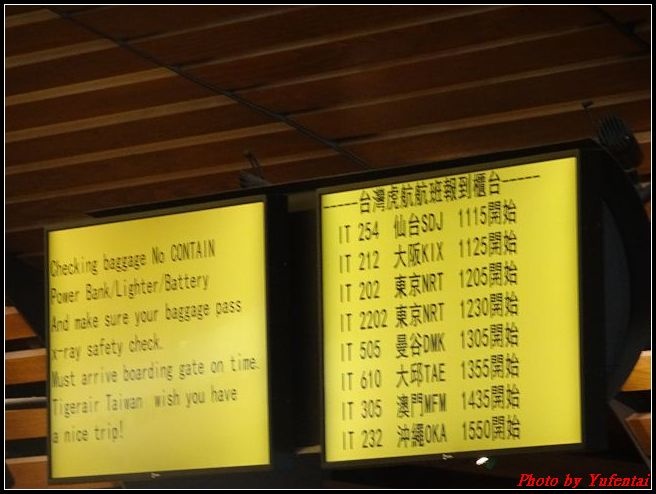 Checking baggage No CONTAIN
Power Bank/Lighter/Battery
And make sure your baggage pass
x-ray safety check.
Must arrive boarding gate on time.
Tigerair Taiwan wish you have
a nice trip!
-----台灣虎航航班報到櫃台-----
IT 254 仙台SDJ 1115開始
IT 212 大阪KIX 1125開始
IT 202 東京NRT 1205開始
IT 2202 東京NRT 1230開始
IT 505 曼谷DMK 1305開始
IT 610 大邱TAE 1355開始
IT 305 澳門MFM 1435開始
IT 232 沖繩OKA 1550開始
Photo by Yufentai